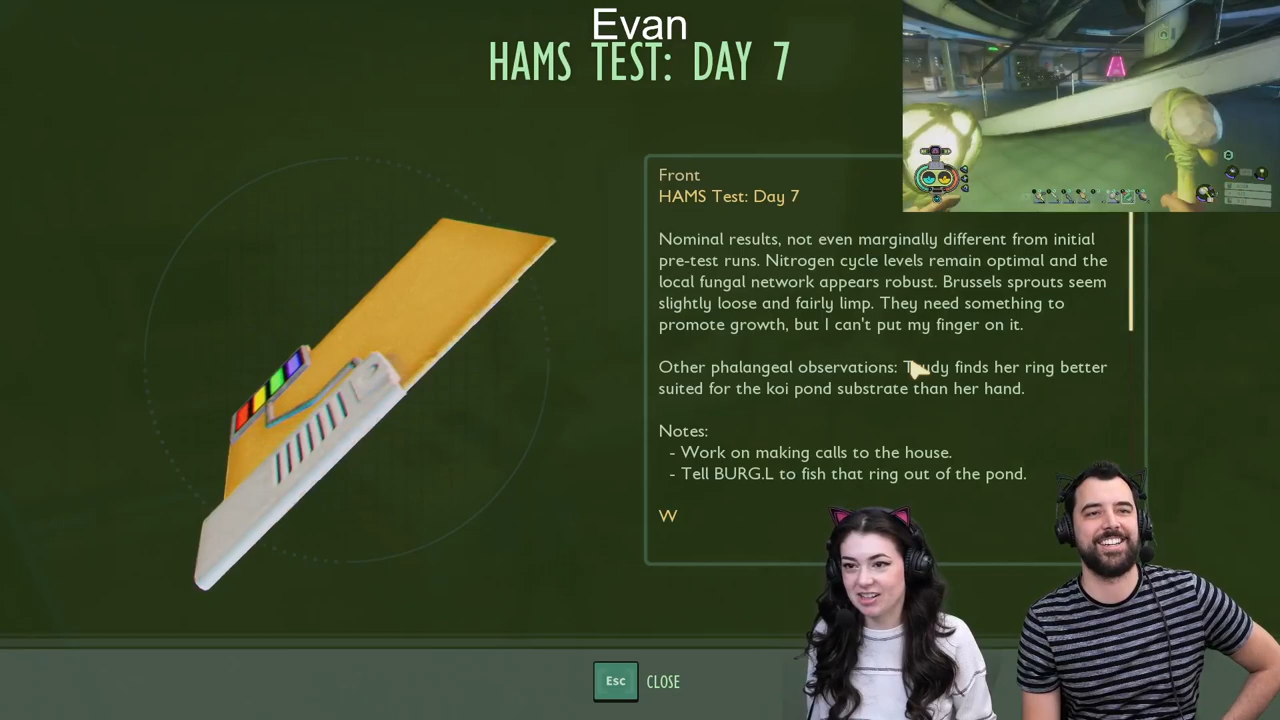 Evan
HAMS TEST: DAY 7
Front
HAMS Test: Day 7
Nominal results, not even marginally different from initial
pre-test runs. Nitrogen cycle levels remain optimal and the
local fungal network appears robust. Brussels sprouts seem
slightly loose and fairly limp. They need something to
promote growth, but I can't put my finger on it.
Other phalangeal observations: finds her ring better
suited for the koi pond substrate than her hand.
Notes:
- Work on making calls to the house.
- Tell BURG.L to fish that ring out of the pond.
W
Esc CLOSE